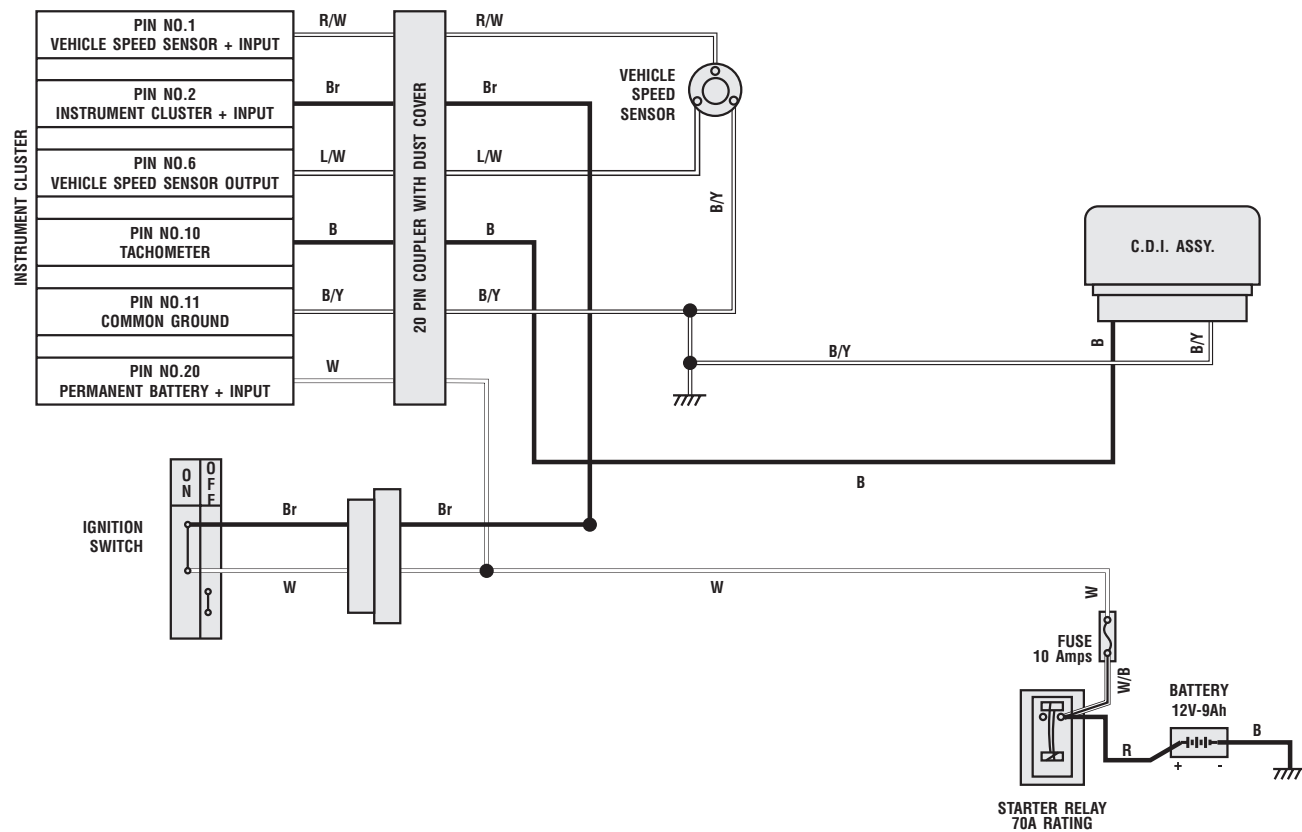 INSTRUMENT CLUSTER
PIN NO.1
VEHICLE SPEED SENSOR + INPUT
PIN NO.2
INSTRUMENT CLUSTER + INPUT
PIN NO.6
VEHICLE SPEED SENSOR OUTPUT
PIN NO.10
TACHOMETER
PIN NO.11
COMMON GROUND
PIN NO.20
PERMANENT BATTERY + INPUT
R/W
Br
L/W
B
B/Y
W
20 PIN COUPLER WITH DUST COVER
R/W
Br
L/W
B
B/Y
VEHICLE
SPEED
SENSOR
B/Y
C.D.I. ASSY.
B
B/Y
B/Y
B
ON
OFF
IGNITION
SWITCH
Br
Br
W
W
W
FUSE
10 Amps
W/B
BATTERY
12V-9Ah
R
B
+
-
STARTER RELAY
70A RATING